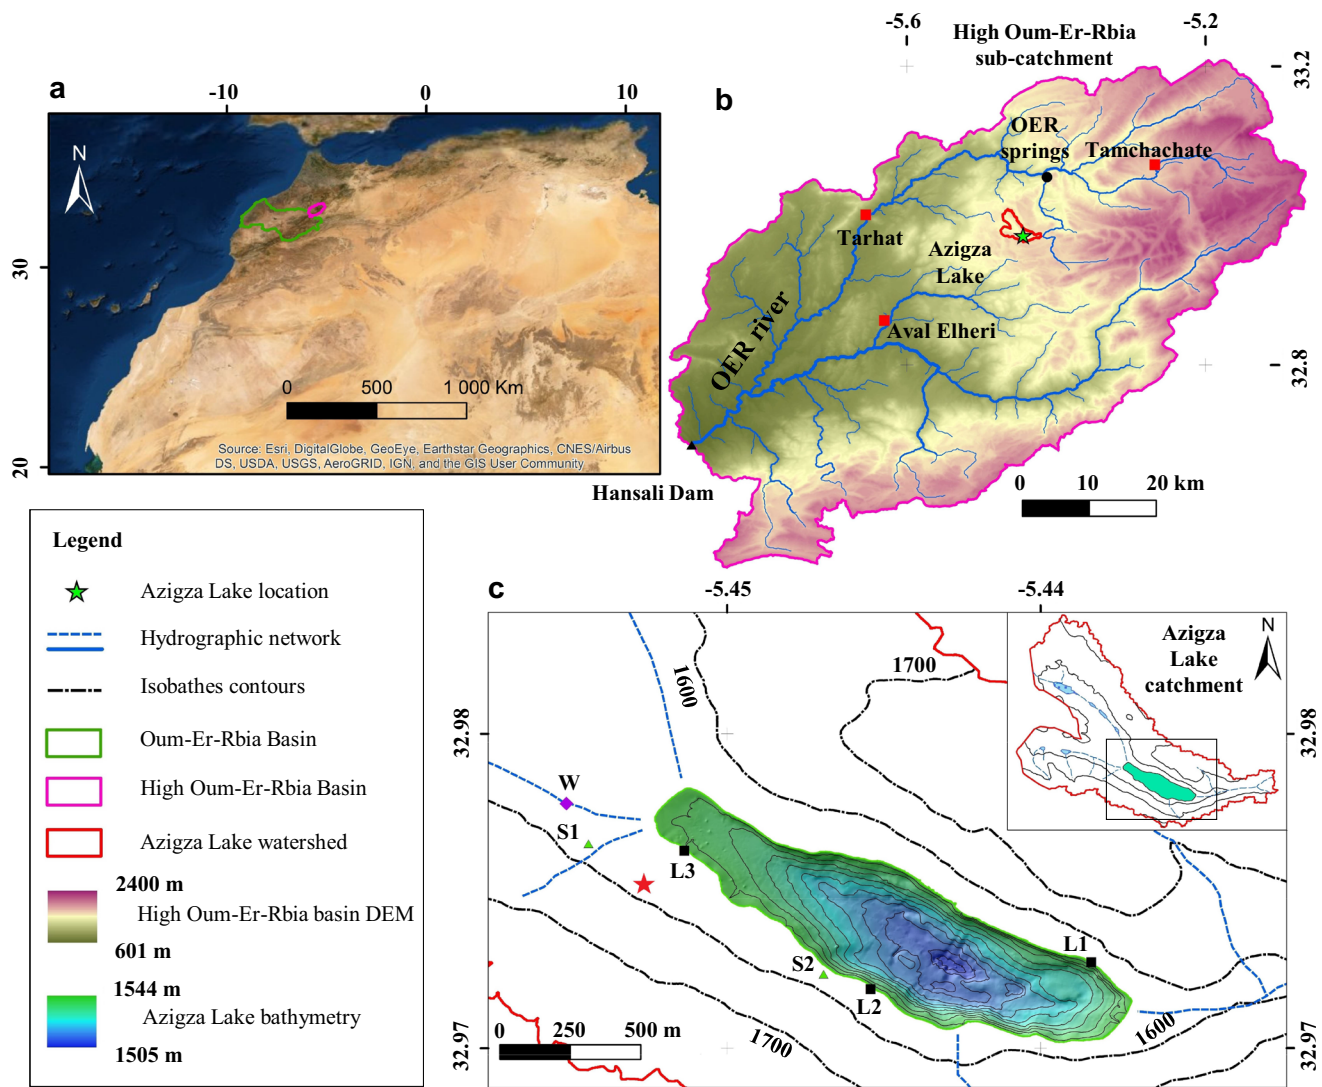 a
-10
0
10
N
30
20
0
500
1 000 Km
Source: Esri, DigitalGlobe, GeoEye, Earthstar Geographics, CNES/Airbus
DS, USDA, USGS, AeroGRID, IGN, and the GIS User Community
b
-5.6
-5.2
High Oum-Er-Rbia
sub-catchment
33.2
32.8
OER
springs
Tamchachate
Tarhat
Azigza
Lake
OER river
Aval Elheri
Hansali Dam
0
10
20 km
Legend
Azigza Lake location
Hydrographic network
Isobathes contours
Oum-Er-Rbia Basin
High Oum-Er-Rbia Basin
Azigza Lake watershed
2400 m
High Oum-Er-Rbia basin DEM
601 m
1544 m
Azigza Lake bathymetry
1505 m
c
-5.45
-5.44
32.98
32.97
32.98
32.97
1600
1700
Azigza
Lake
catchment
N
W
S1
L3
S2
L2
L1
1600
1700
0
250
500 m